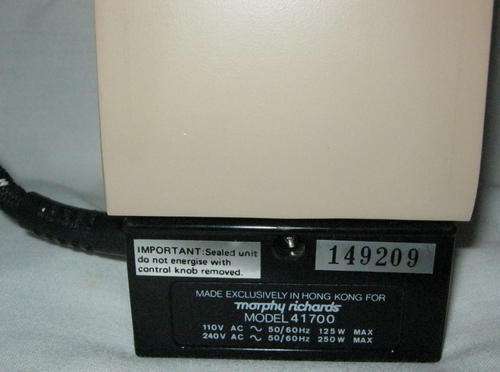 IMPORTANT:Sealed unit
do not energise with
control knob removed.
149209
MADE EXCLUSIVELY IN HONG KONG FOR
morphy richards
MODEL 41700
110V AC ~ 50/60Hz 125W MAX
240V AC ~ 50/60Hz 250W MAX